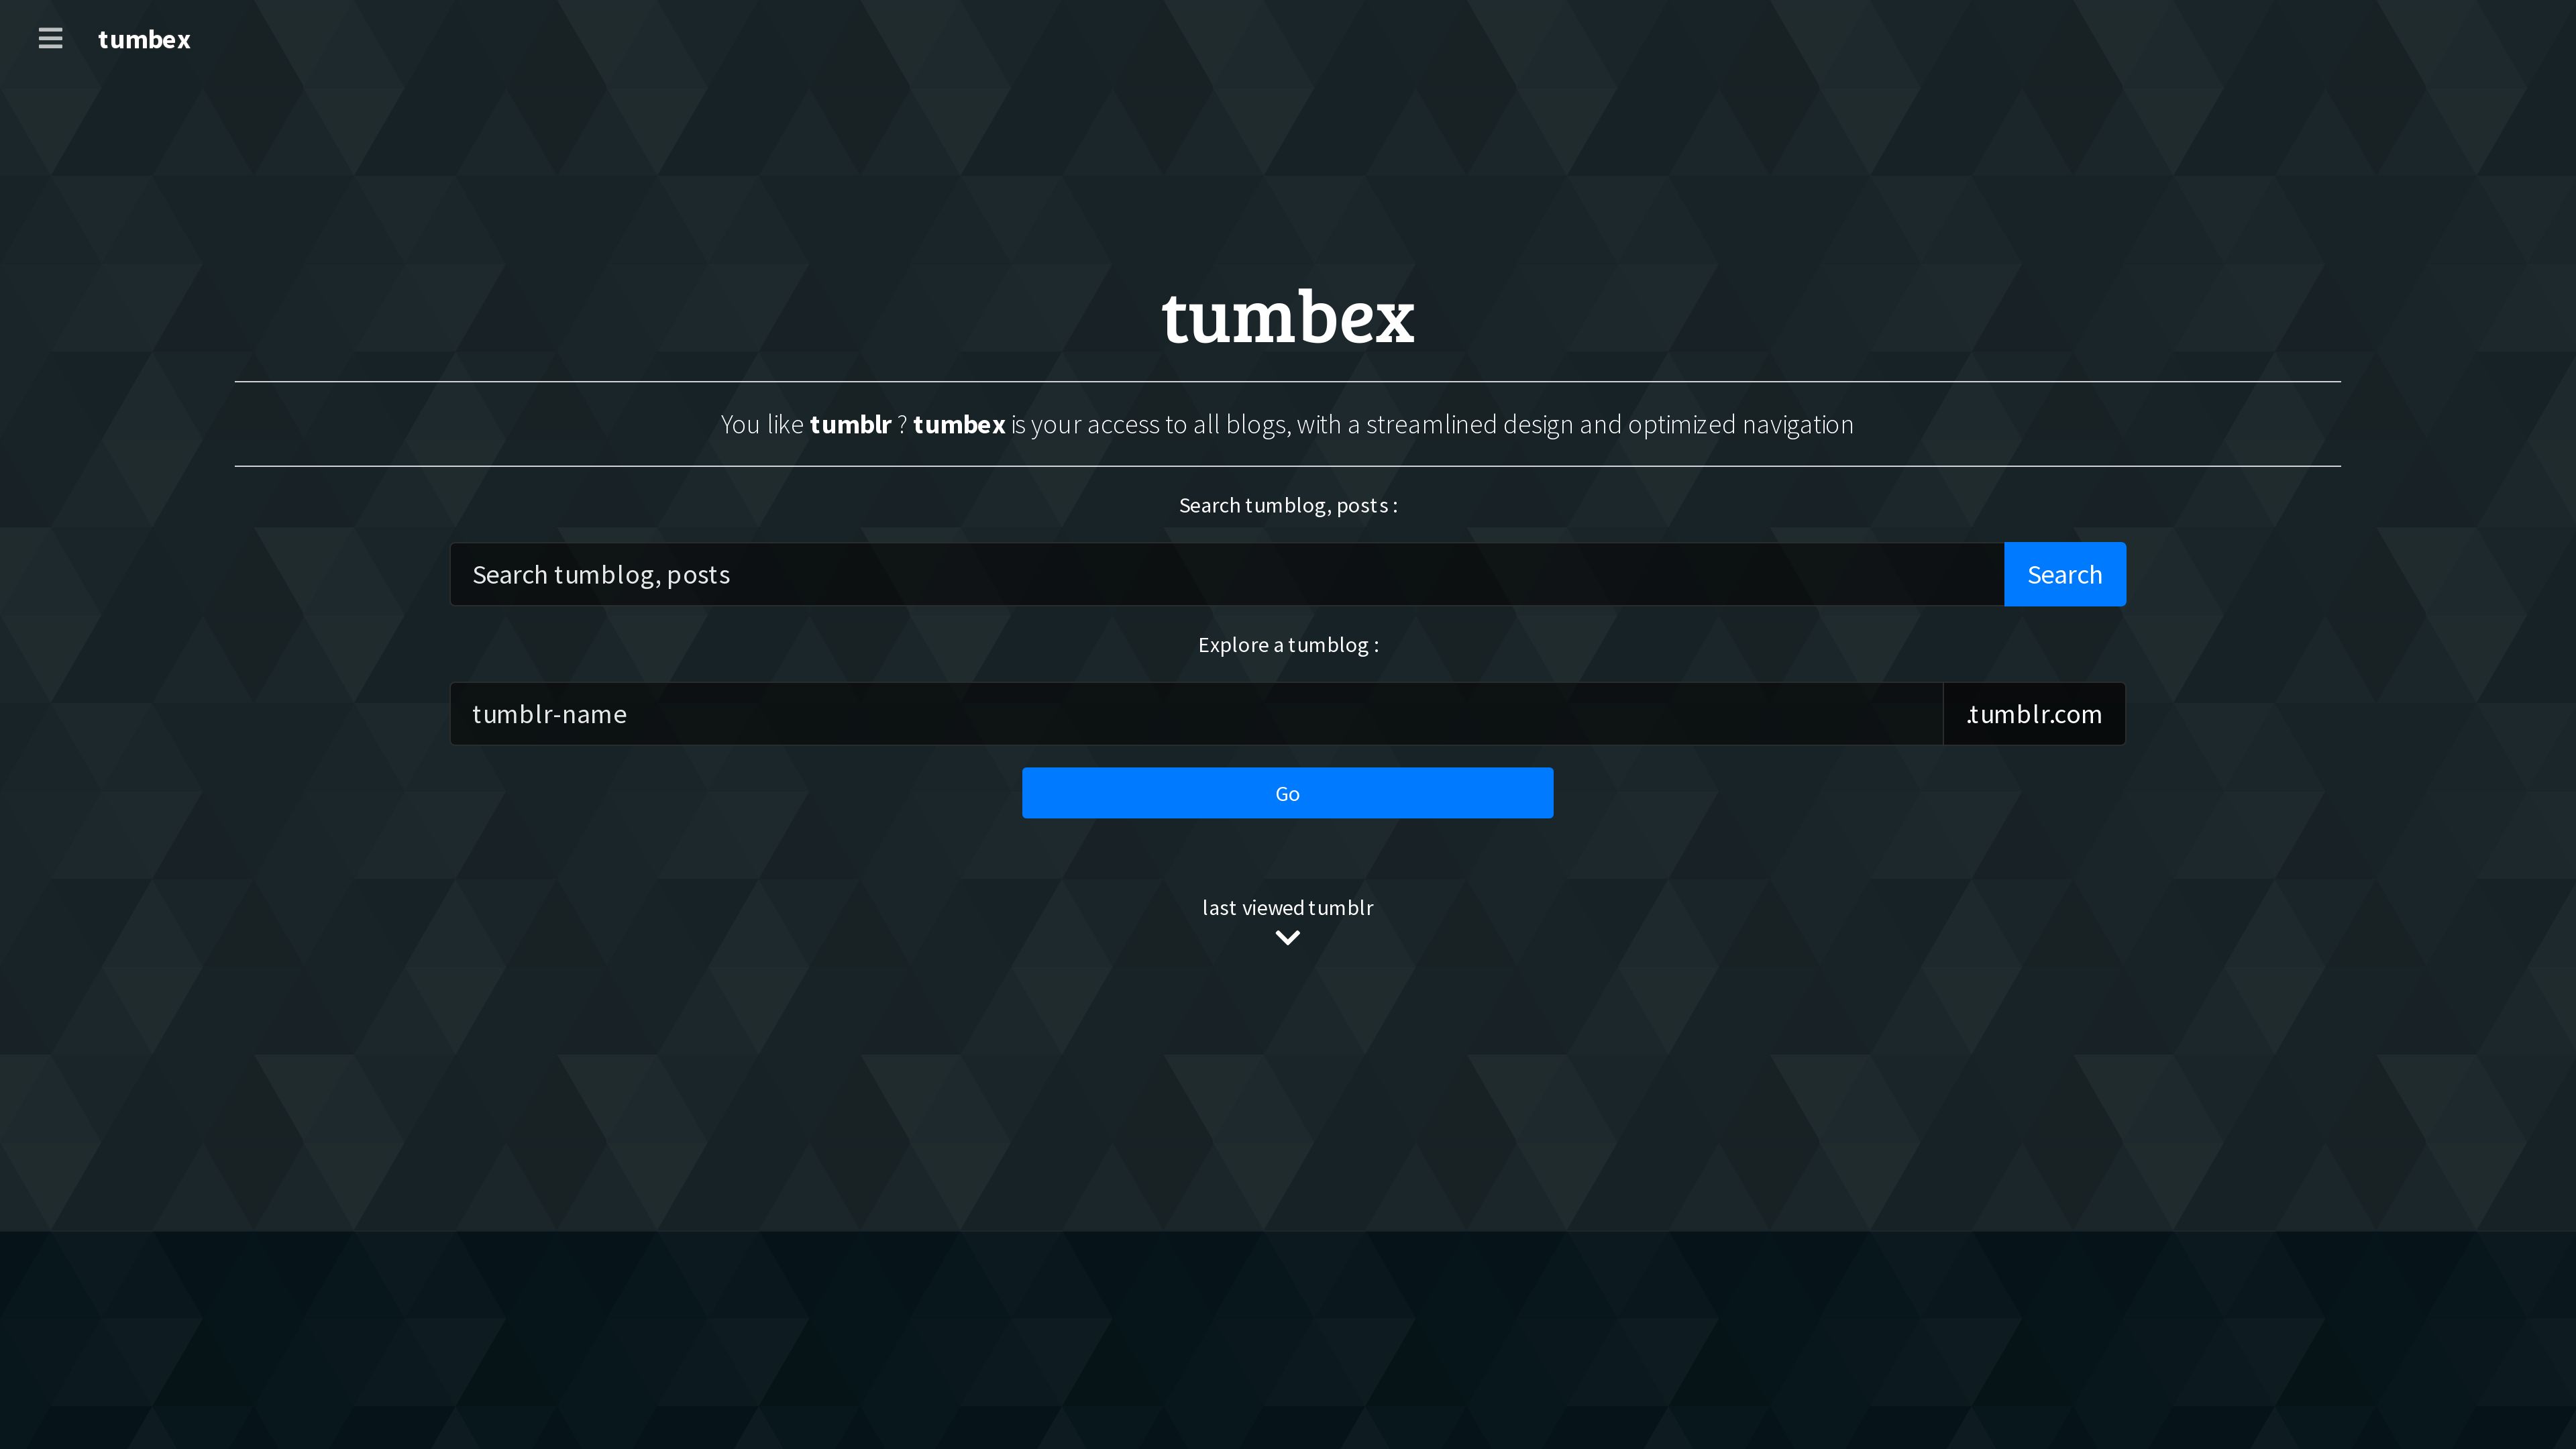 tumbex
tumbex
You like tumblr ? tumbex is your access to all blogs, with a streamlined design and optimized navigation
Search tumblog, posts :
Search tumblog, posts
Search
Explore a tumblog :
tumblr-name
.tumblr.com
Go
last viewed tumblr